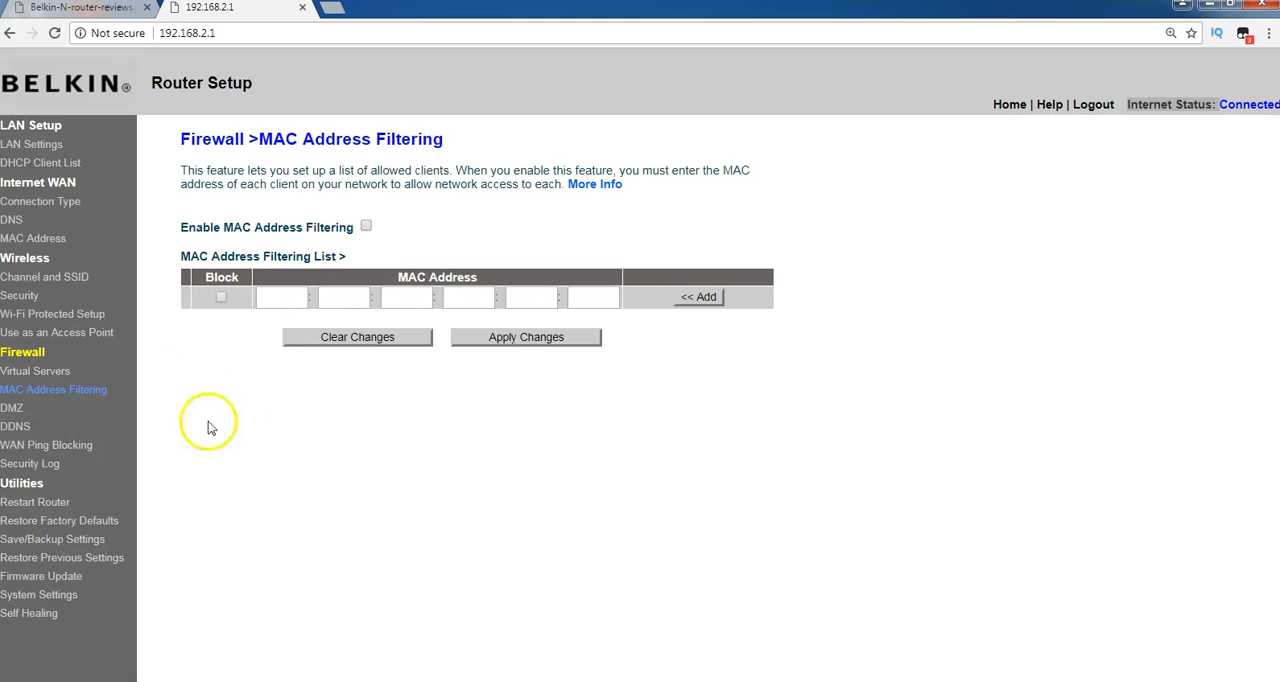 Belkin-N-router-reviews
192.168.2.1
Not secure
192.168.2.1
IQ
3
BELKIN®
Router Setup
Home | Help | Logout
Internet Status: Connected
LAN Setup
LAN Settings
DHCP Client List
Internet WAN
Connection Type
DNS
MAC Address
Wireless
Channel and SSID
Security
Wi-Fi Protected Setup
Use as an Access Point
Firewall
Virtual Servers
MAC Address Filtering
DMZ
DDNS
WAN Ping Blocking
Security Log
Utilities
Restart Router
Restore Factory Defaults
Save/Backup Settings
Restore Previous Settings
Firmware Update
System Settings
Self Healing
Firewall >MAC Address Filtering
This feature lets you set up a list of allowed clients. When you enable this feature, you must enter the MAC
address of each client on your network to allow network access to each. More Info
Enable MAC Address Filtering
MAC Address Filtering List >
Block MAC Address
: : : : : << Add
Clear Changes Apply Changes